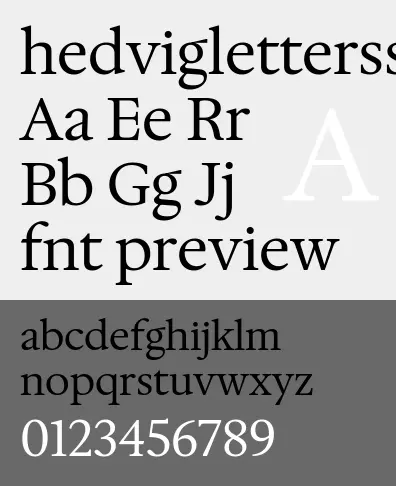 hedvigletterss
Aa Ee Rr
A
Bb Gg Jj
fnt preview
abcdefghijklm
nopqrstuvwxyz
0123456789